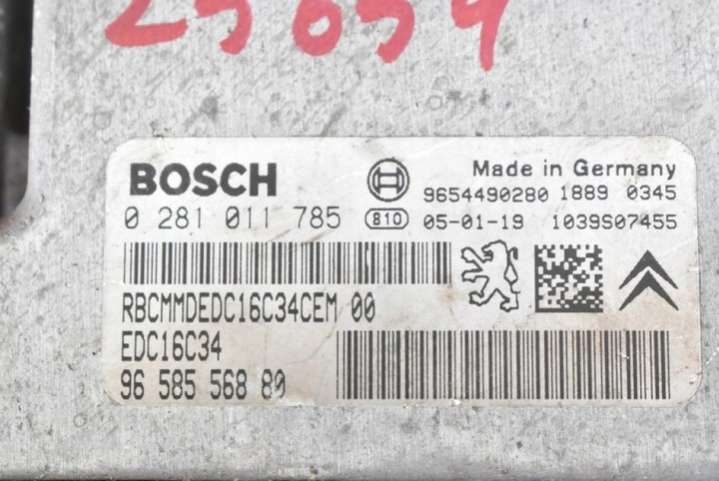 25654
BOSCH
Made in Germany
9654490280 1889 0345
0 281 011 785 810 05-01-19 1039S07455
RBCMMDEDC16C34CEM 00
EDC16C34
96 585 568 80